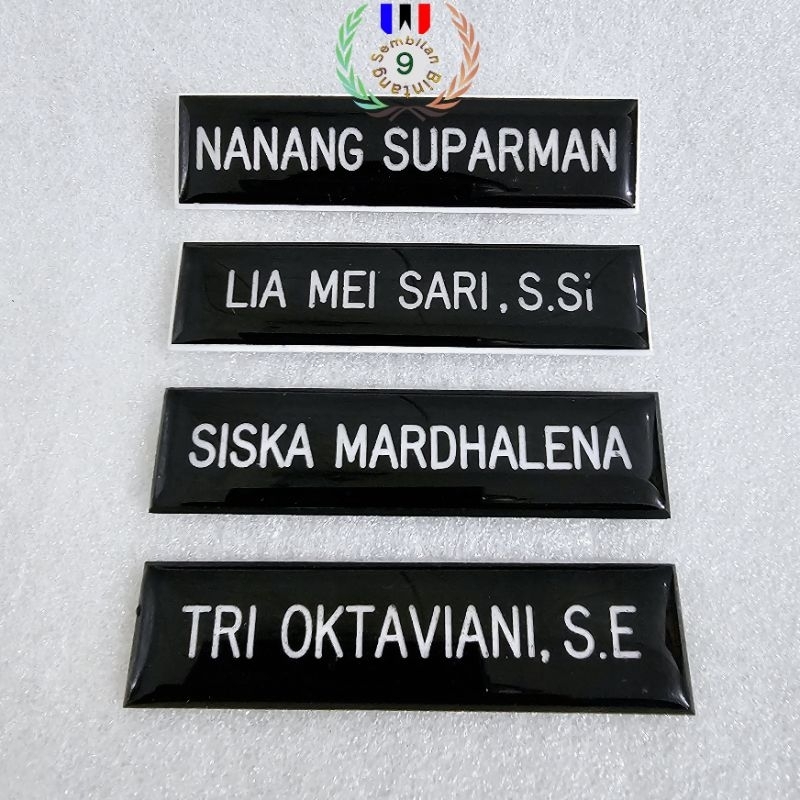 Sembilan
9
Bintang
NANANG SUPARMAN
LIA MEI SARI, S.Si
SISKA MARDHALENA
TRI OKTAVIANI, S.E